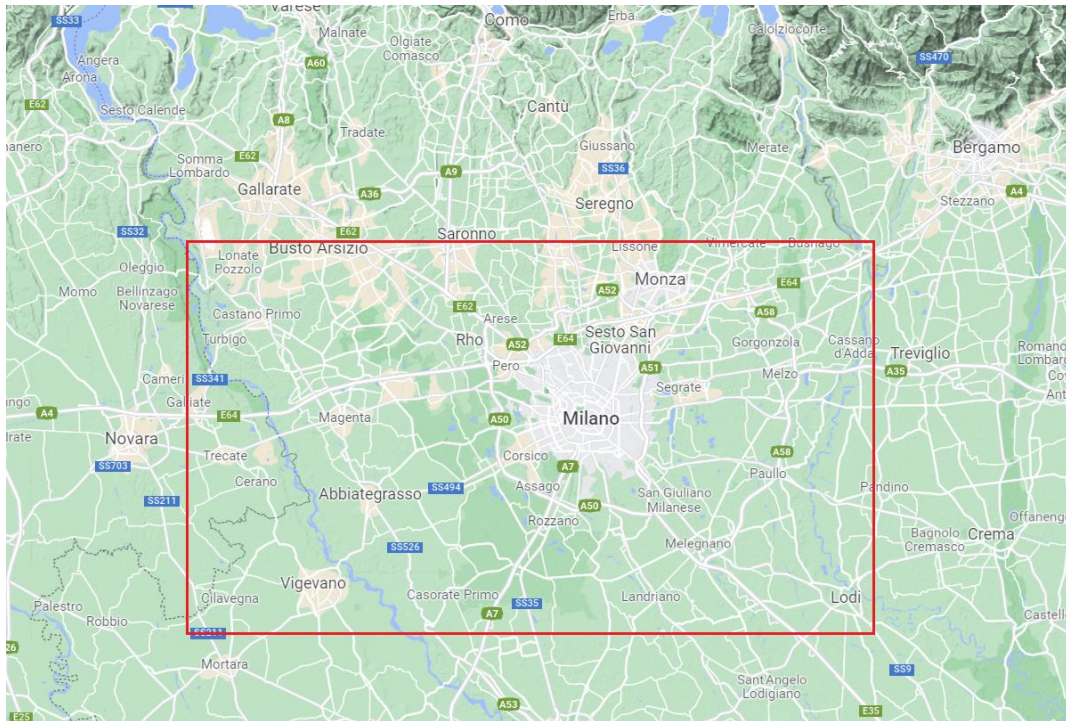 SS33
Varese
Como
Erba
Malnate
Olgiate
Comasco
Calolziocorte
Angera
Arona
A60
SS470
E62
Sesto Calende
Cantù
A8
Tradate
Giussano
Merate
Bergamo
Somma
Lombardo
E62
SS36
A9
A4
Gallarate
A36
Stezzano
Seregno
SS32
E62
Saronno
Busto Arsizio
Lissone
Vimercate
Busnago
Lonate
Pozzolo
Oleggio
Monza
Momo
Bellinzago
Novarese
A52
E64
Castano Primo
E62
A58
Arese
Turbigo
Rho
A52
E64
Sesto San
Giovanni
Gorgonzola
Cassano
d'Adda
Treviglio
Pero
A51
Cameri
SS341
Segrate
Melzo
A35
Galliate
A4
E64
Magenta
A50
Milano
Novara
Trecate
Corsico
A58
SS703
A7
Paullo
Cerano
Abbiategrasso
SS494
Assago
Pandino
SS211
San Giuliano
Milanese
A50
Rozzano
Offanengo
Bagnolo
Cremasco
Crema
SS526
Melegnano
Vigevano
Cilavegna
Casorate Primo
SS35
Landriano
Lodi
Palestro
Robbio
A7
SS211
Mortara
SS9
Sant'Angelo
Lodigiano
A53
E35
E25